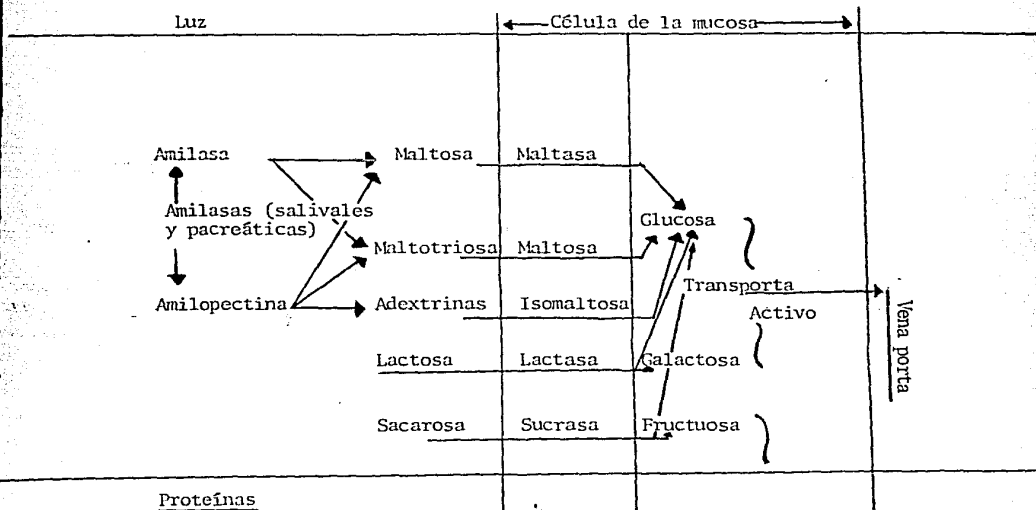 Luz
Célula de la mucosa
Amilasa
Maltosa
Maltasa
Amilasas (salivales
y pacreáticas)
Glucosa
Maltotriosa
Maltosa
Transporta
Activo
Amilopectina
Adextrinas
Isomaltosa
Vena porta
Lactosa
Lactasa
Galactosa
Sacarosa
Sucrasa
Fructuosa
Proteínas